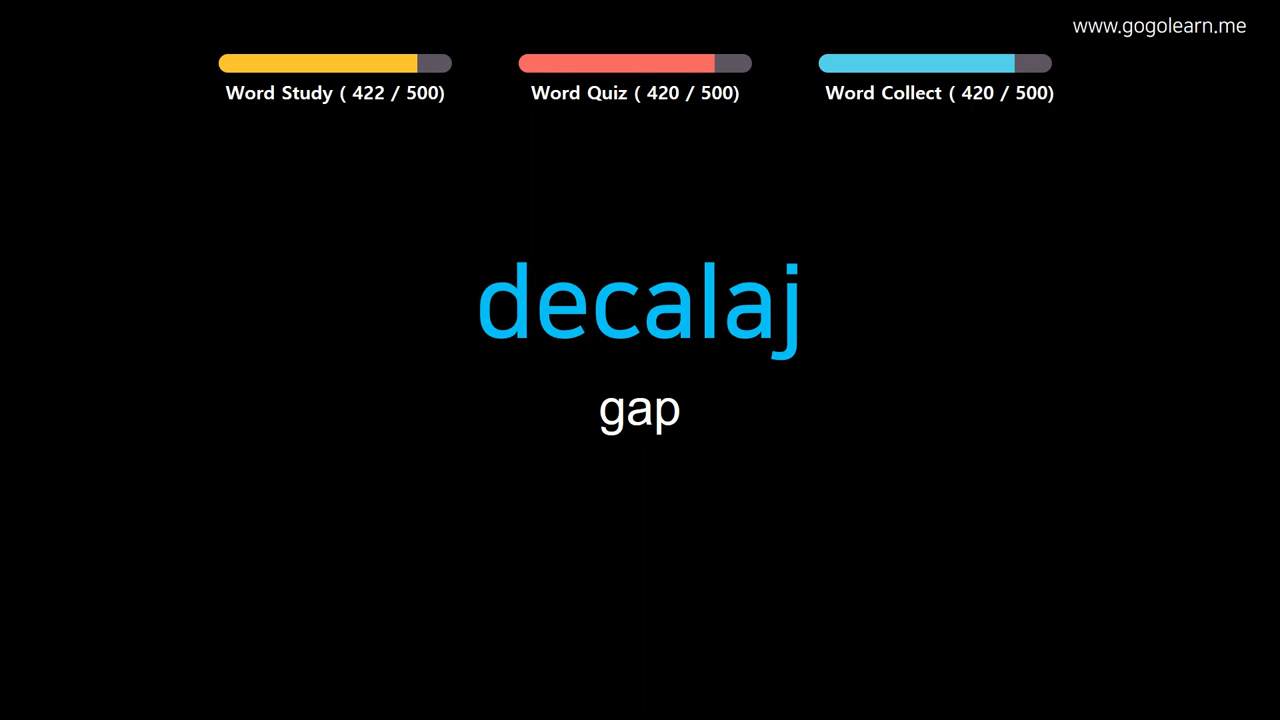 www.gogolearn.me
Word Study ( 422 / 500)
Word Quiz ( 420 / 500)
Word Collect ( 420 / 500)
decalaj
gap